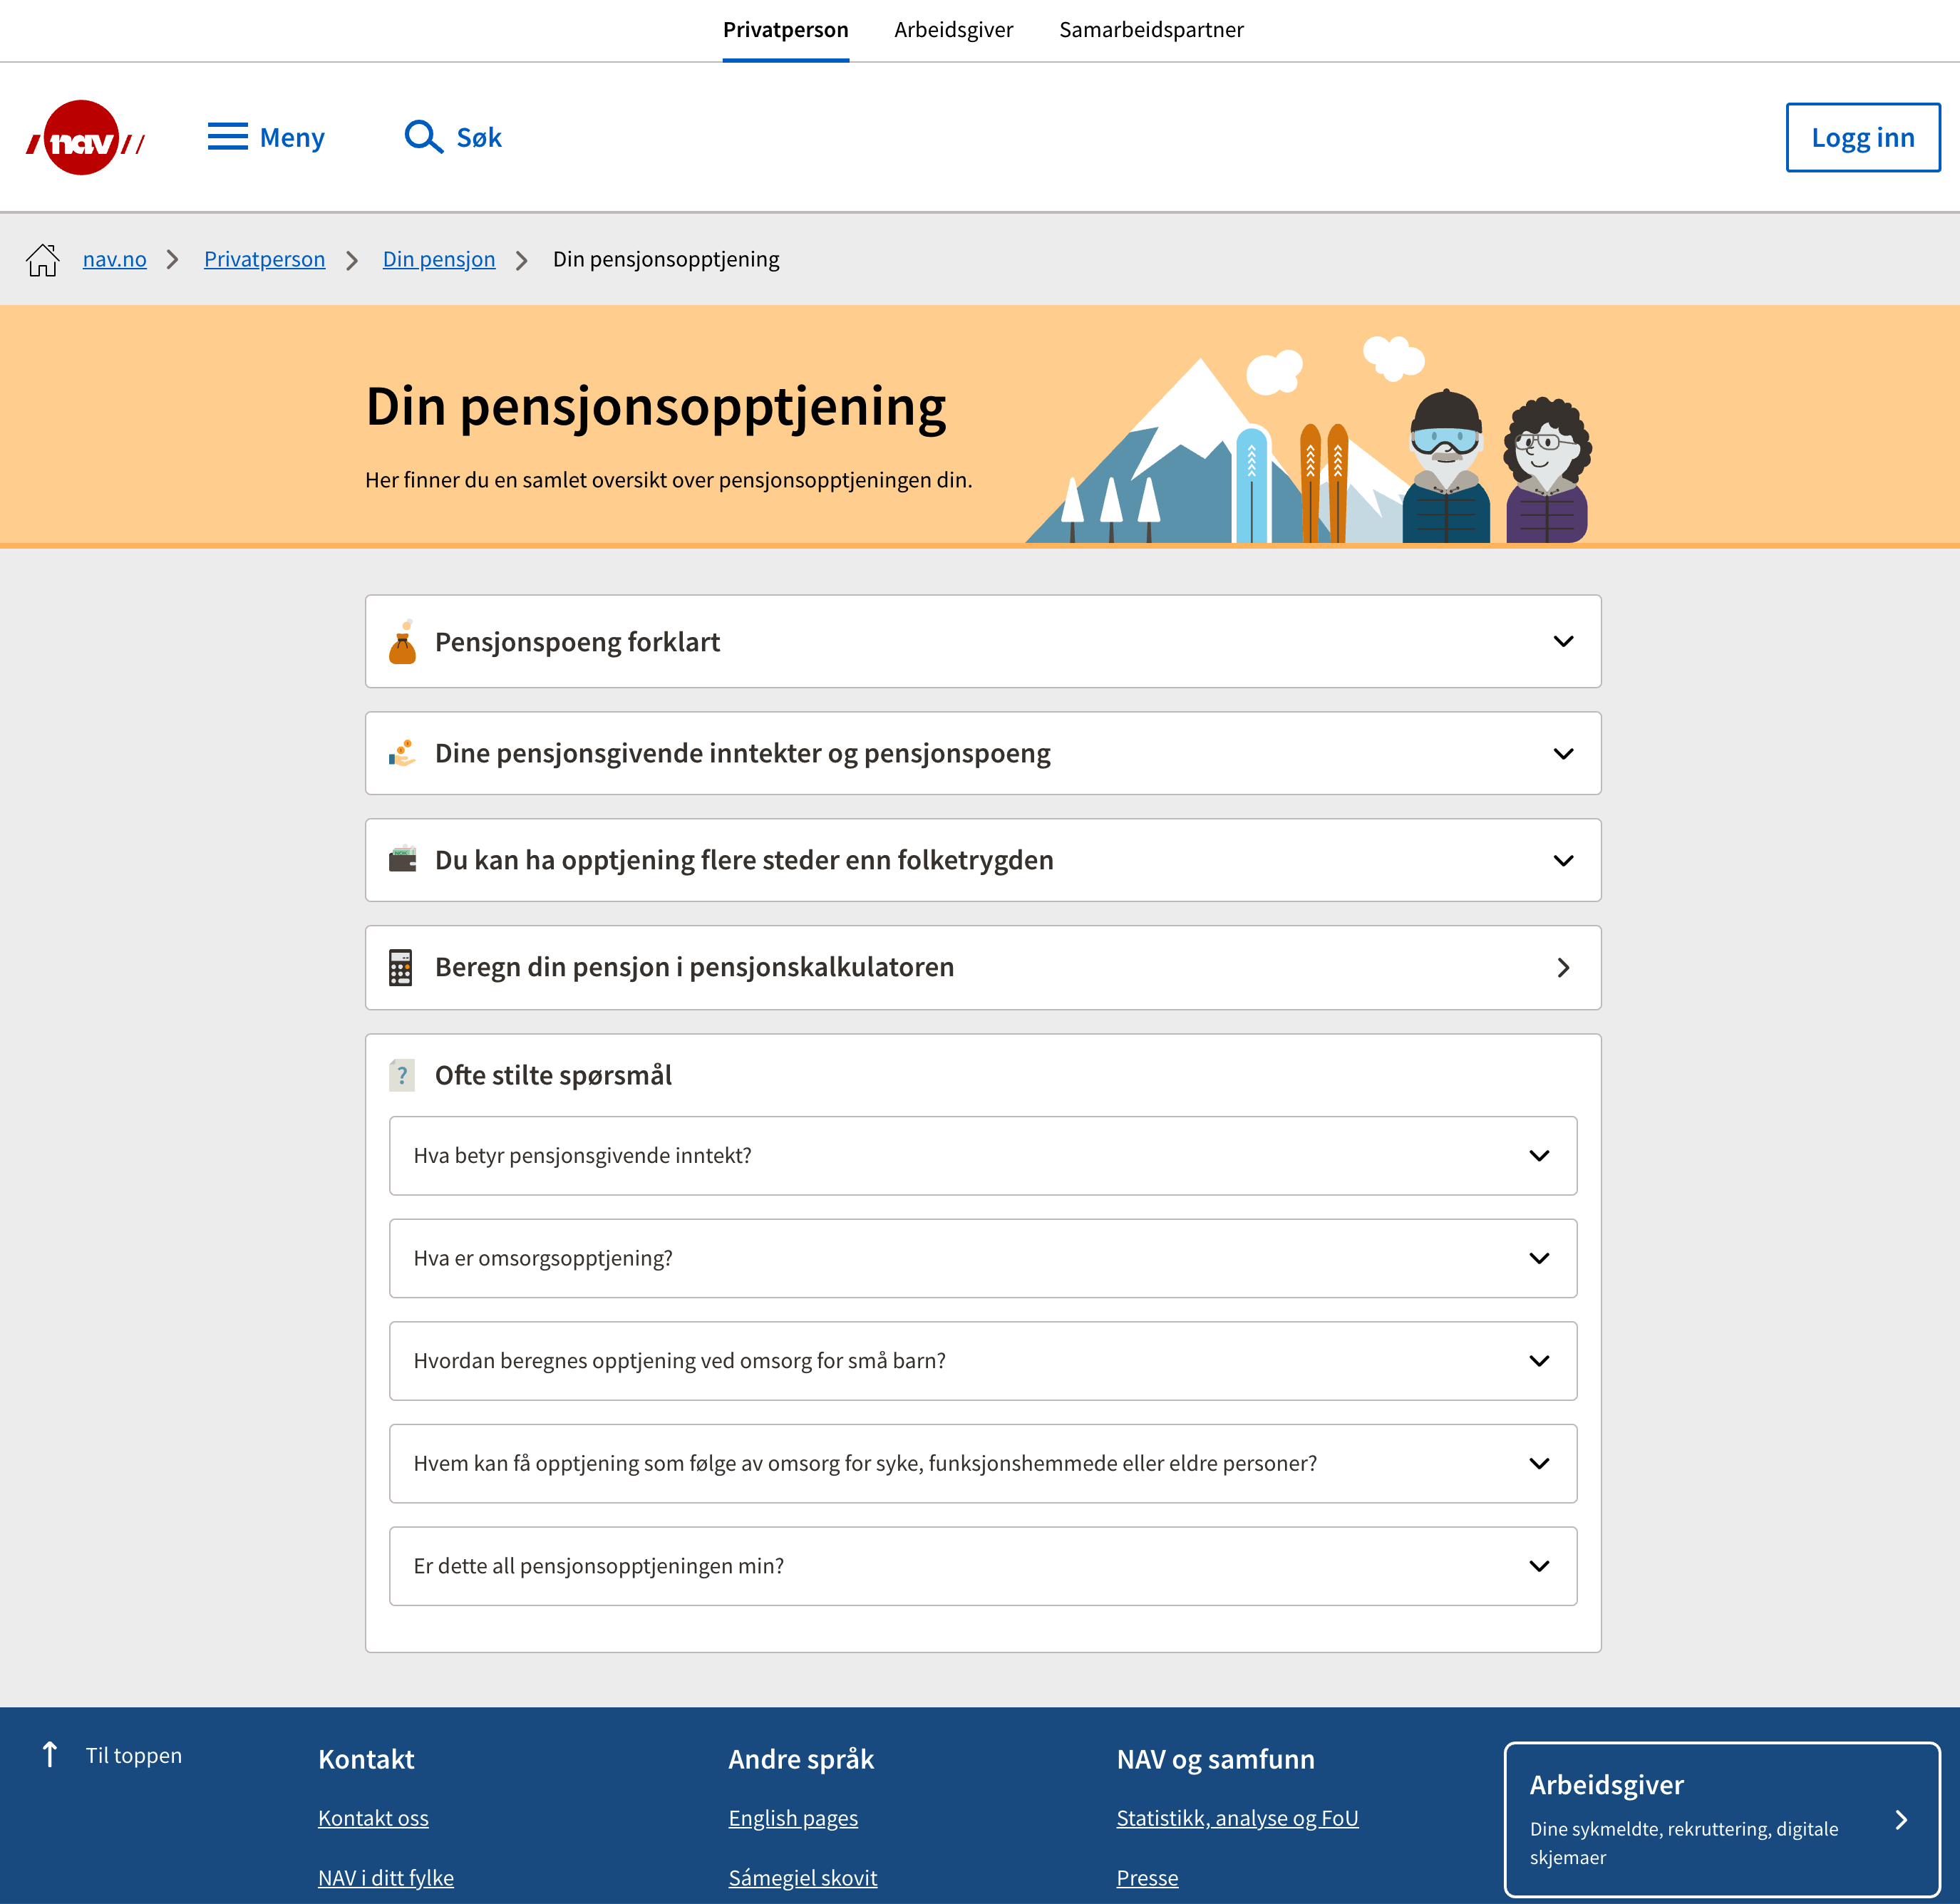 Privatperson
Arbeidsgiver
Samarbeidspartner
nav
Meny
Søk
Logg inn
nav.no
Privatperson
Din pensjon
Din pensjonsopptjening
Din pensjonsopptjening
Her finner du en samlet oversikt over pensjonsopptjeningen din.
Pensjonspoeng forklart
Dine pensjonsgivende inntekter og pensjonspoeng
Du kan ha opptjening flere steder enn folketrygden
Beregn din pensjon i pensjonskalkulatoren
?
Ofte stilte spørsmål
Hva betyr pensjonsgivende inntekt?
Hva er omsorgsopptjening?
Hvordan beregnes opptjening ved omsorg for små barn?
Hvem kan få opptjening som følge av omsorg for syke, funksjonshemmede eller eldre personer?
Er dette all pensjonsopptjeningen min?
Til toppen
Kontakt
Kontakt oss
NAV i ditt fylke
Andre språk
English pages
Sámegiel skovit
NAV og samfunn
Statistikk, analyse og FoU
Presse
Arbeidsgiver
Dine sykmeldte, rekruttering, digitale
skjemaer